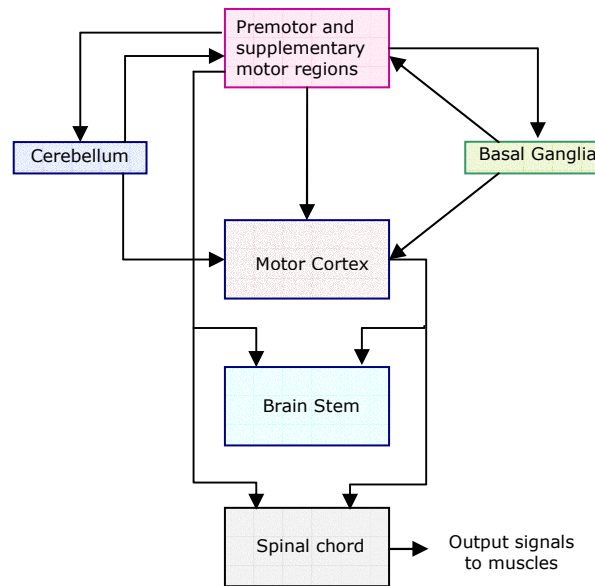 Premotor and
supplementary
motor regions
Cerebellum
Basal Ganglia
Motor Cortex
Brain Stem
Spinal chord
Output signals
to muscles